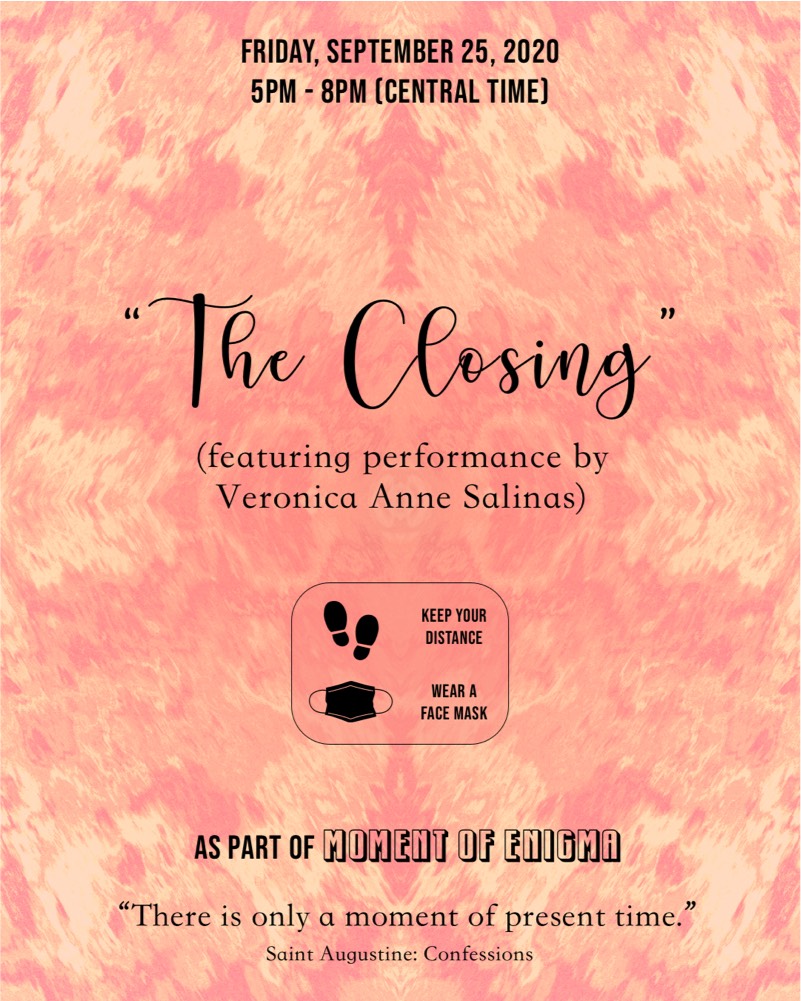 FRIDAY, SEPTEMBER 25, 2020
5PM - 8PM (CENTRAL TIME)
“The Closing”
(featuring performance by
Veronica Anne Salinas)
KEEP YOUR
DISTANCE
WEAR A
FACE MASK
AS PART OF MOMENT OF ENIGMA
“There is only a moment of present time.”
Saint Augustine: Confessions